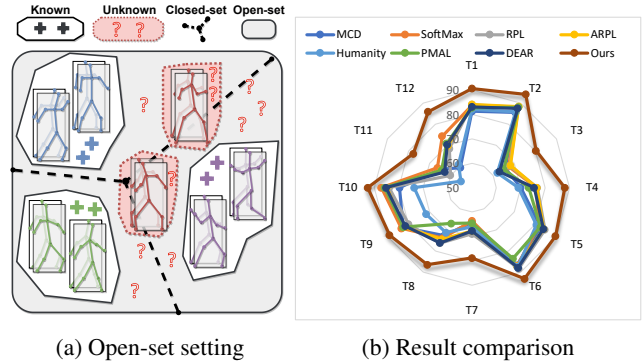 Known
Unknown
Closed-set
Open-set
? ?
(a) Open-set setting
MCD
SoftMax
RPL
ARPL
Humanity
PMAL
DEAR
Ours
T1
T2
T3
T4
T5
T6
T7
T8
T9
T10
T11
T12
90
80
70
60
50
(b) Result comparison